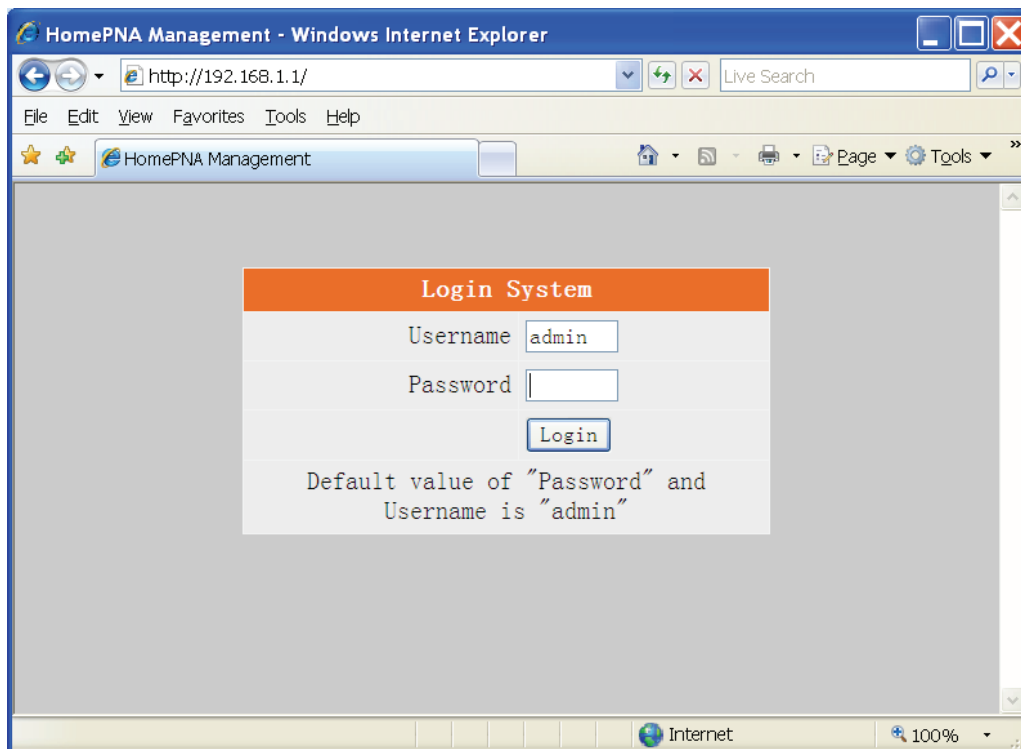 HomePNA Management - Windows Internet Explorer
http://192.168.1.1/
Live Search
File Edit View Favorites Tools Help
HomePNA Management
Page Tools
Login System
Username admin
Password
Login
Default value of "Password" and
Username is "admin"
Internet 100%